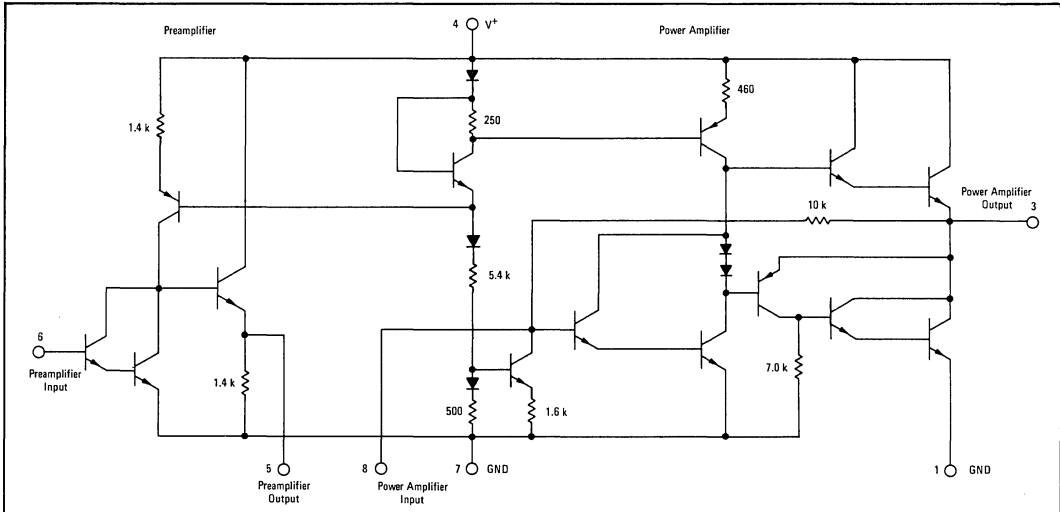 Preamplifier
4
V+
Power Amplifier
1.4 k
250
460
10 k
Power Amplifier
Output
3
5.4 k
6
Preamplifier
Input
1.4 k
500
1.6 k
7.0 k
5
Preamplifier
Output
8
Power Amplifier
Input
7
GND
1
GND